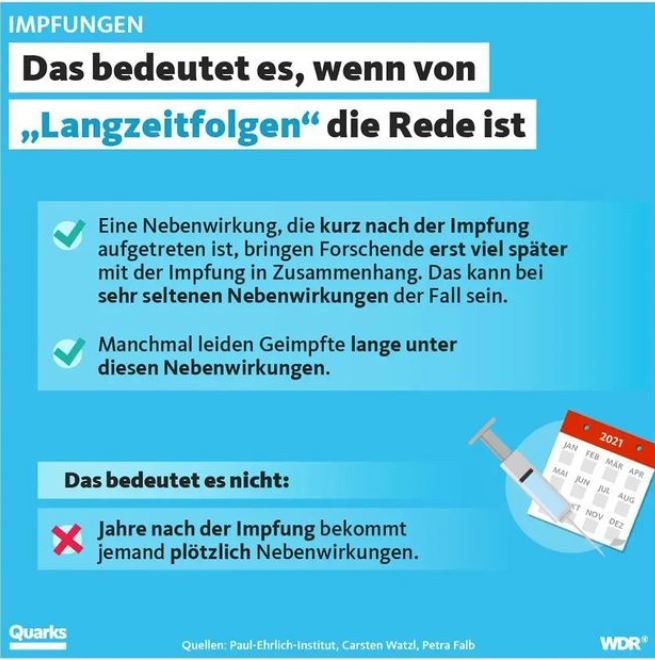 IMPFUNGEN
Das bedeutet es, wenn von
„Langzeitfolgen“ die Rede ist
Eine Nebenwirkung, die kurz nach der Impfung
aufgetreten ist, bringen Forschende erst viel später
mit der Impfung in Zusammenhang. Das kann bei
sehr seltenen Nebenwirkungen der Fall sein.
Manchmal leiden Geimpfte lange unter
diesen Nebenwirkungen.
2021
JAN FEB MÄR APR
MAI JUN JUL AUG
KT NOV DEZ
Das bedeutet es nicht:
Jahre nach der Impfung bekommt
jemand plötzlich Nebenwirkungen.
Quarks
Quellen: Paul-Ehrlich-Institut, Carsten Watzl, Petra Falb
WDR®